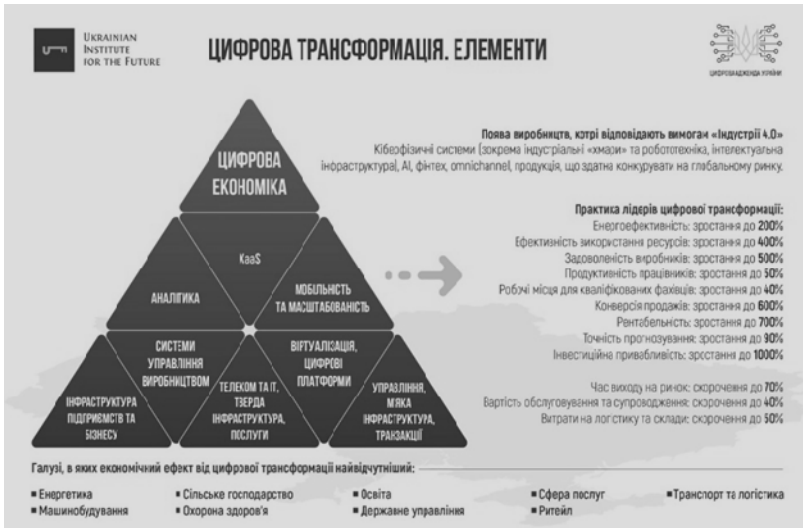 UKRAINIAN
INSTITUTE
FOR THE FUTURE
ЦИФРОВА ТРАНСФОРМАЦІЯ. ЕЛЕМЕНТИ
ЦИФРОВАДЖЕНДА УКРАЇНИ
ЦИФРОВА
ЕКОНОМІКА
KaaS
АНАЛІТИКА
МОБІЛЬНІСТЬ
ТА МАСШТАБОВАНІСТЬ
СИСТЕМИ
УПРАВЛІННЯ
ВИРОБНИЦТВОМ
ВІРТУАЛІЗАЦІЯ,
ЦИФРОВІ
ПЛАТФОРМИ
ІНФРАСТРУКТУРА
ПІДПРИЄМСТВ ТА
БІЗНЕСУ
ТЕЛЕКОМ ТА ІТ,
ТВЕРДА
ІНФРАСТРУКТУРА,
ПОСЛУГИ
УПРАВЛІННЯ,
М'ЯКА
ІНФРАСТРУКТУРА,
ТРАНЗАКЦІЇ
Поява виробництв, котрі відповідають вимогам «Індустрії 4.0»
Кіберфізичні системи (зокрема індустріальні «хмари» та робототехніка, інтелектуальна
інфраструктура), AI, фінтех, omnichannel, продукція, що здатна конкурувати на глобальному ринку.
Практика лідерів цифрової трансформації:
Енергоефективність: зростання до 200%
Ефективність використання ресурсів: зростання до 400%
Задоволеність виробників: зростання до 500%
Продуктивність працівників: зростання до 50%
Робочі місця для кваліфікованих фахівців: зростання до 40%
Конверсія продажів: зростання до 600%
Рентабельність: зростання до 700%
Точність прогнозування: зростання до 90%
Інвестиційна привабливість: зростання до 1000%
Час виходу на ринок: скорочення до 70%
Вартість обслуговування та супроводження: скорочення до 40%
Витрати на логістику та склади: скорочення до 50%
Галузі, в яких економічний ефект від цифрової трансформації найвідчутніший:
▪ Енергетика ▪ Сільське господарство ▪ Освіта ▪ Сфера послуг ▪ Транспорт та логістика
▪ Машинобудування ▪ Охорона здоров'я ▪ Державне управління ▪ Ритейл